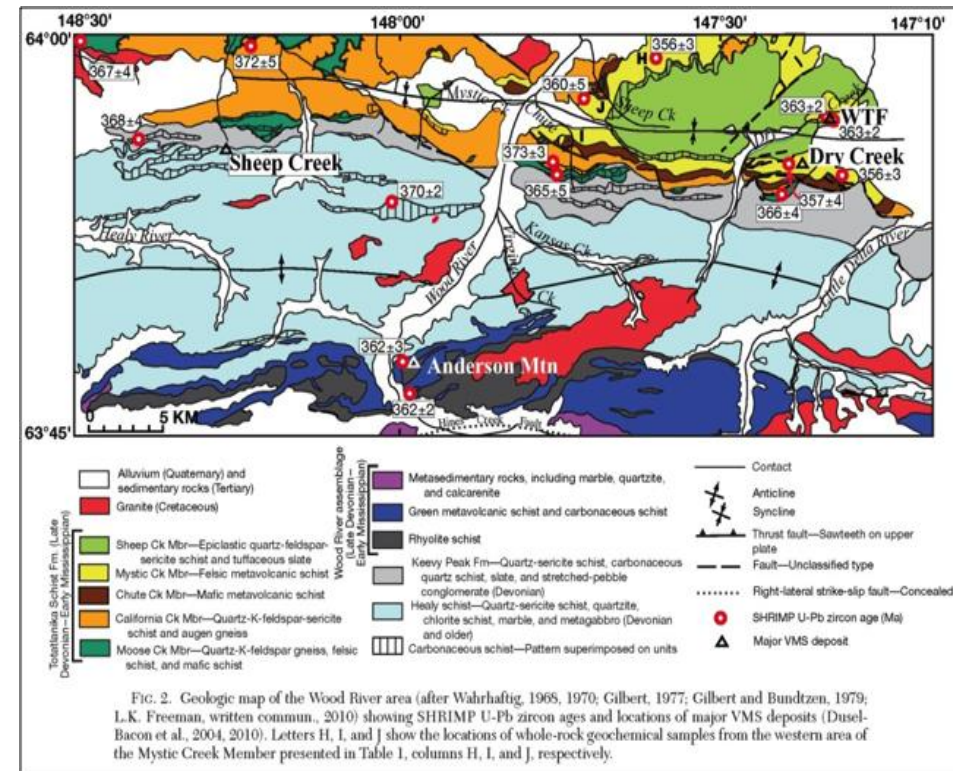 148°30' 148°00' 147°30' 147°10'
64°00'
367±4
372±5
356±3
H
360±5
J
Mystic Ck
Chute Ck
Sheep Ck
Creek
363±2
WTF
363±2
368±4
Sheep Creek
373±3
365±5
Dry Creek
356±3
357±4
366±4
370±2
Healy River
Wood River
Virginia Ck
Kansas Ck
Little Delta River
362±3
Anderson Mtn
362±2
Hines Creek Fault
0 5 KM
63°45'
Alluvium (Quaternary) and
sedimentary rocks (Tertiary)
Granite (Cretaceous)
Totatlanika Schist Fm. (Late
Devonian–Early Mississippian)
Sheep Ck Mbr—Epiclastic quartz-feldspar-
sericite schist and tuffaceous slate
Mystic Ck Mbr—Felsic metavolcanic schist
Chute Ck Mbr—Mafic metavolcanic schist
California Ck Mbr—Quartz-K-feldspar-sericite
schist and augen gneiss
Moose Ck Mbr—Quartz-K-feldspar gneiss, felsic
schist, and mafic schist
Wood River assemblage
(Late Devonian–
Early Mississippian)
Metasedimentary rocks, including marble, quartzite,
and calcarenite
Green metavolcanic schist and carbonaceous schist
Rhyolite schist
Keevy Peak Fm—Quartz-sericite schist, carbonaceous
quartz schist, slate, and stretched-pebble
conglomerate (Devonian)
Healy schist—Quartz-sericite schist, quartzite,
chlorite schist, marble, and metagabbro (Devonian
and older)
Carbonaceous schist—Pattern superimposed on units
Contact
Anticline
Syncline
Thrust fault—Sawteeth on upper
plate
Fault—Unclassified type
Right-lateral strike-slip fault—Concealed
SHRIMP U-Pb zircon age (Ma)
Major VMS deposit
FIG. 2. Geologic map of the Wood River area (after Wahrhaftig, 1968, 1970; Gilbert, 1977; Gilbert and Bundtzen, 1979;
L.K. Freeman, written commun., 2010) showing SHRIMP U-Pb zircon ages and locations of major VMS deposits (Dusel-
Bacon et al., 2004, 2010). Letters H, I, and J show the locations of whole-rock geochemical samples from the western area of
the Mystic Creek Member presented in Table 1, columns H, I, and J, respectively.